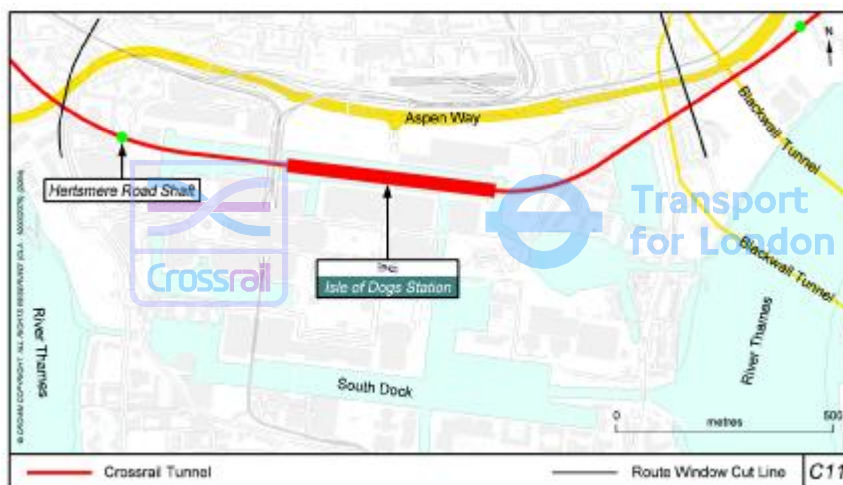 N
Aspen Way
Blackwall Tunnel
Hertsmere Road Shaft
Transport
for London
Crossrail
Isle of Dogs Station
Blackwall Tunnel
River Thames
River Thames
South Dock
0
500
metres
Crossrail Tunnel
Route Window Cut Line
C11